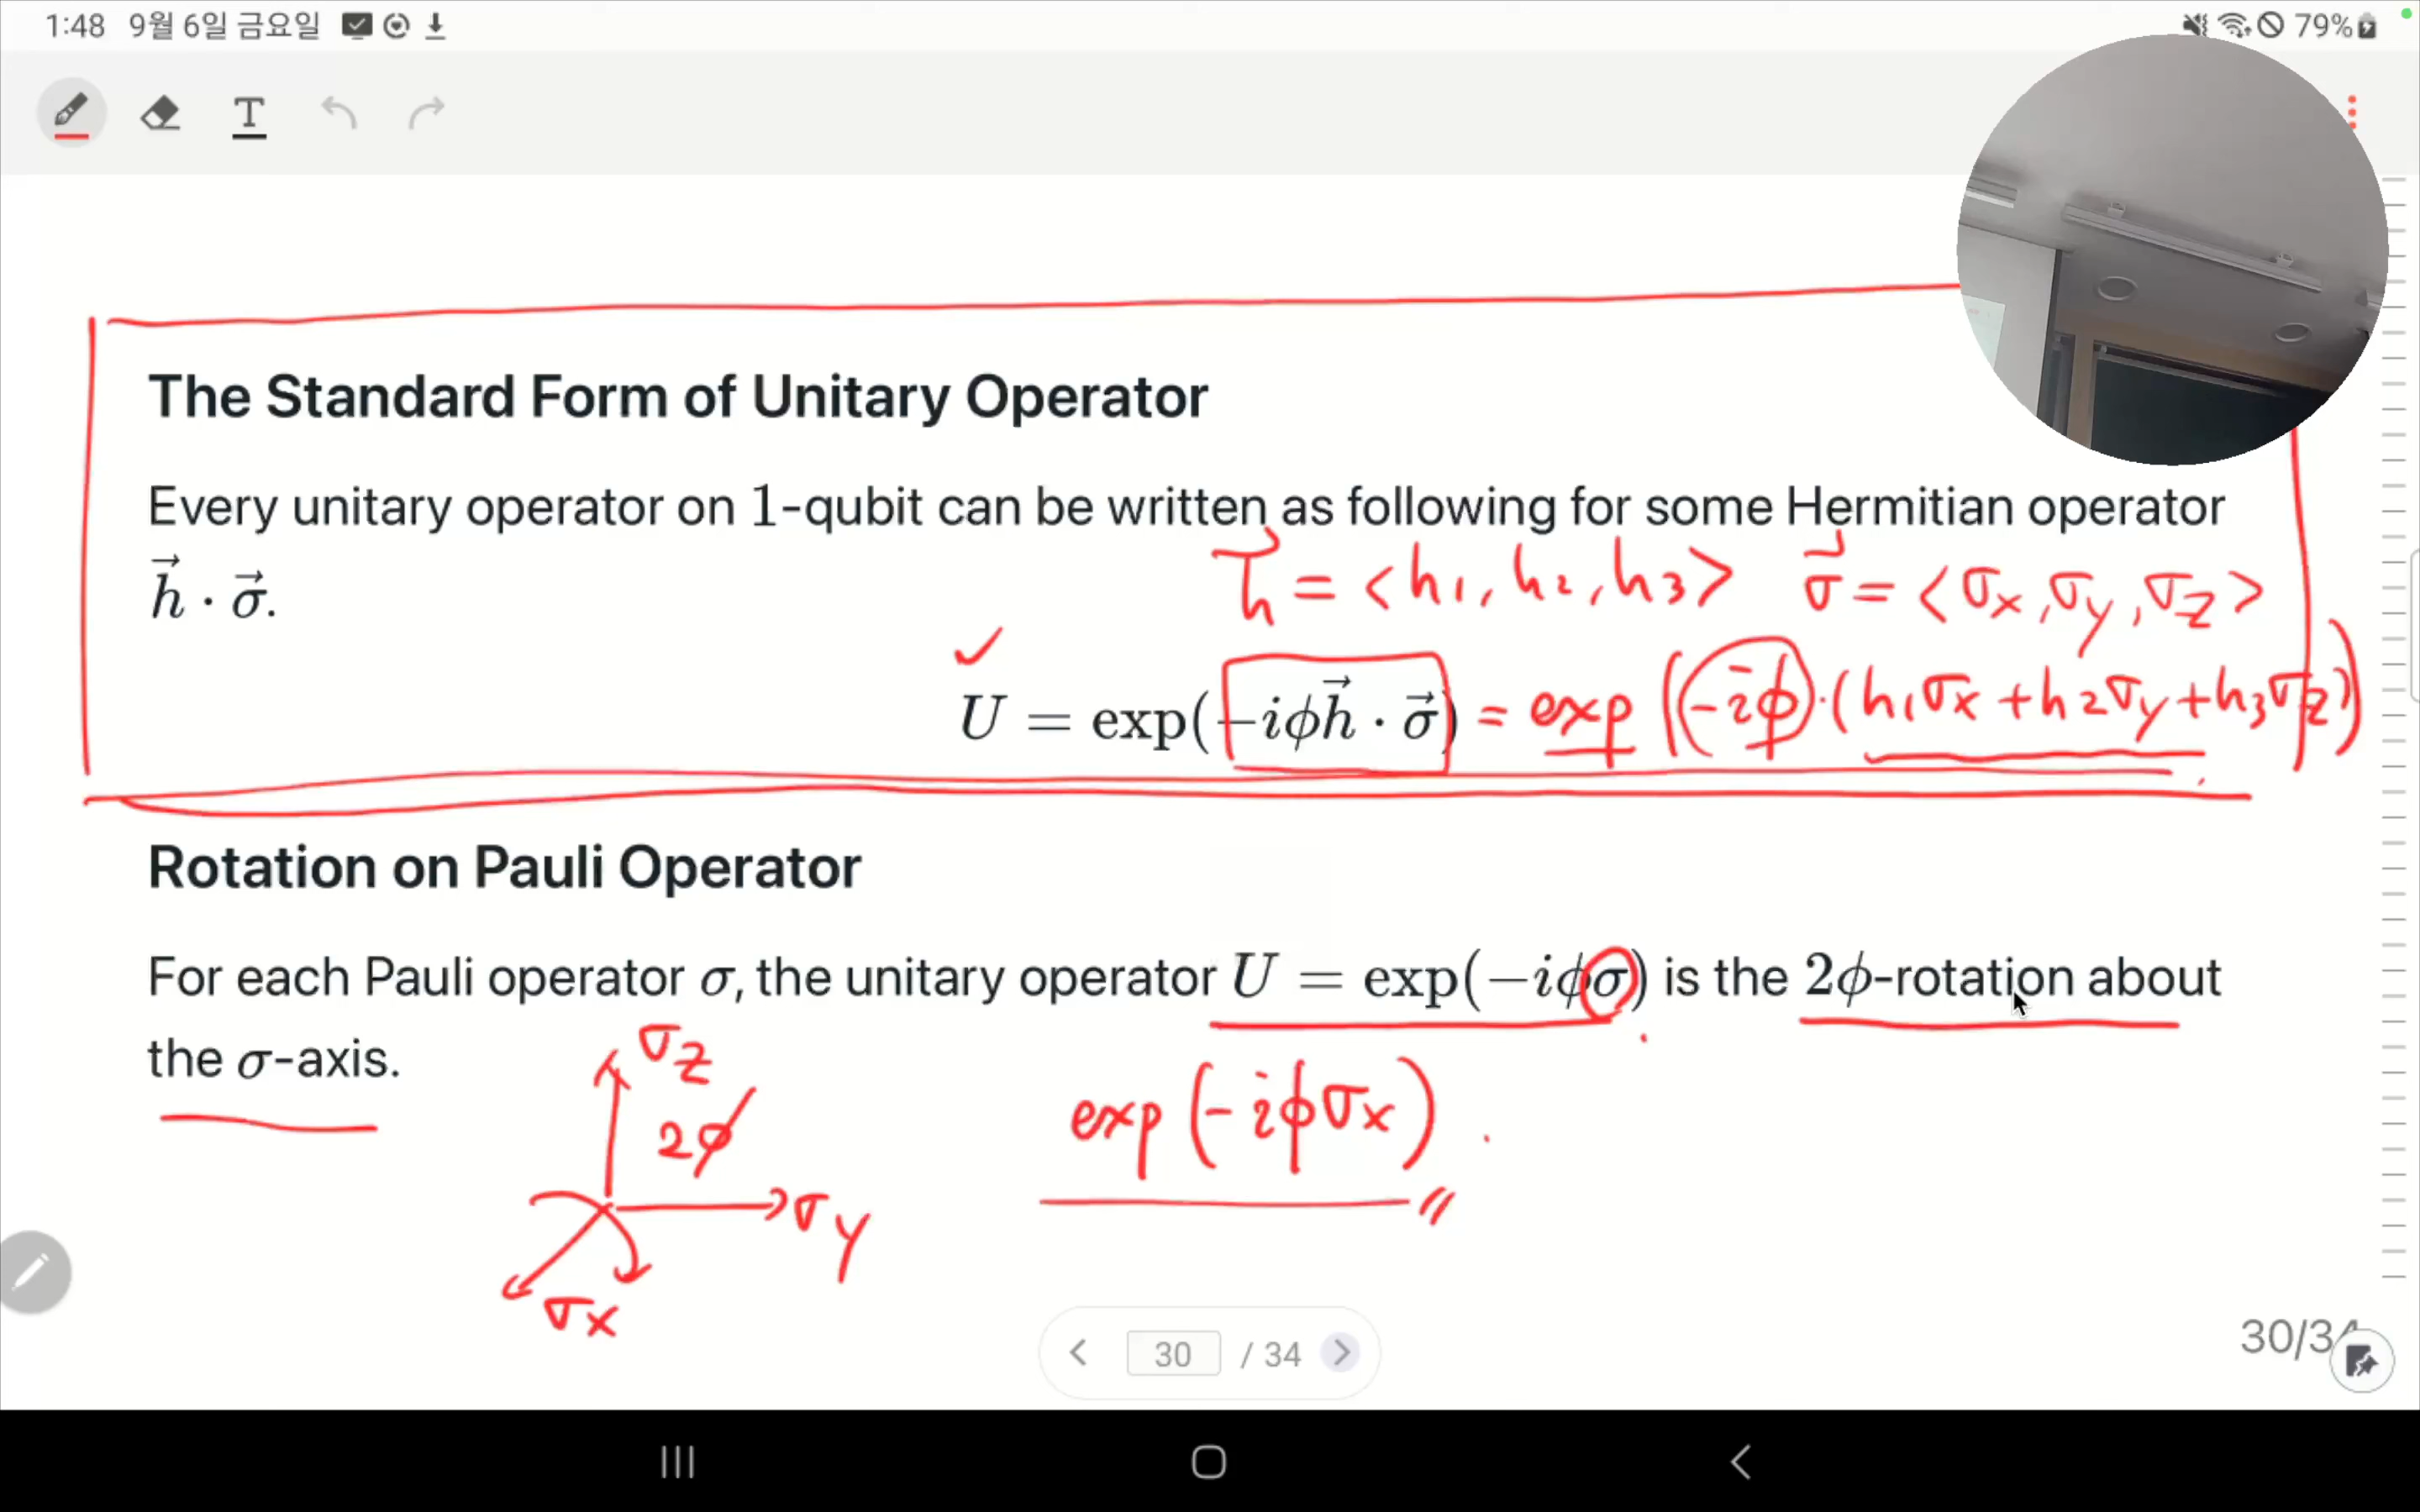 1:48 9월 6일 금요일
79%
T
The Standard Form of Unitary Operator
Every unitary operator on 1-qubit can be written as following for some Hermitian operator
h⃗ · σ⃗.
h⃗ = <h1, h2, h3> σ⃗ = <σx, σy, σz>
U = exp(−iϕh⃗ · σ⃗) = exp((-iϕ)·(h1σx + h2σy + h3σz))
Rotation on Pauli Operator
For each Pauli operator σ, the unitary operator U = exp(−iϕσ) is the 2ϕ-rotation about
the σ-axis.
σz
2ϕ
exp(-iϕσx)
σy
σx
30 / 34
30/34